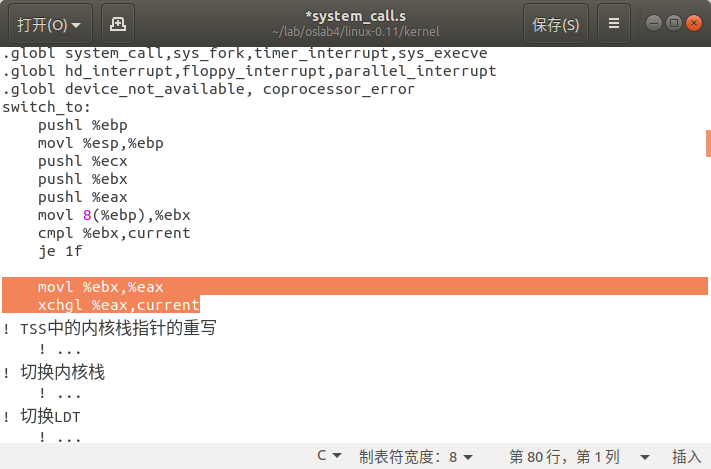 打开(O)
*system_call.s
~/lab/oslab4/linux-0.11/kernel
保存(S)
.globl system_call,sys_fork,timer_interrupt,sys_execve
.globl hd_interrupt,floppy_interrupt,parallel_interrupt
.globl device_not_available, coprocessor_error
switch_to:
    pushl %ebp
    movl %esp,%ebp
    pushl %ecx
    pushl %ebx
    pushl %eax
    movl 8(%ebp),%ebx
    cmpl %ebx,current
    je 1f
    movl %ebx,%eax
    xchgl %eax,current
! TSS中的内核栈指针的重写
    ! ...
! 切换内核栈
    ! ...
! 切换LDT
    ! ...
C 制表符宽度：8 第 80 行，第 1 列 插入